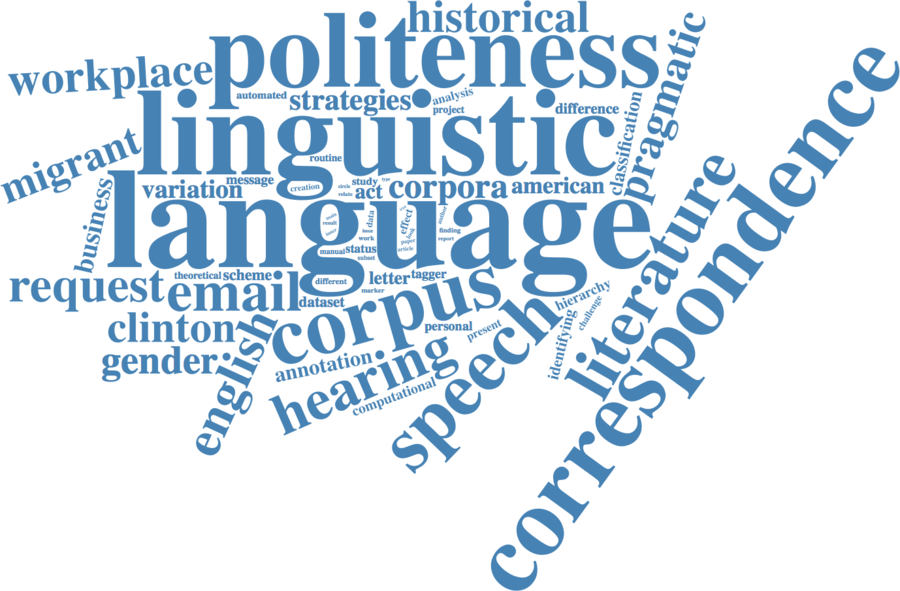 historical
politeness
workplace
pragmatic
automated
strategies
analysis
project
difference
classification
linguistic
migrant
routine
correspondence
variation
message
creation
circle
relate
study
type
act
corpora
american
business
language
data
effect
look
author
result
hour
work
paper
article
finding
report
manual
status
subset
literature
theoretical
scheme
different
letter
tagger
request
email
dataset
marker
corpus
hierarchy
challenge
identifying
clinton
english
personal
present
speech
gender
annotation
hearing
computational